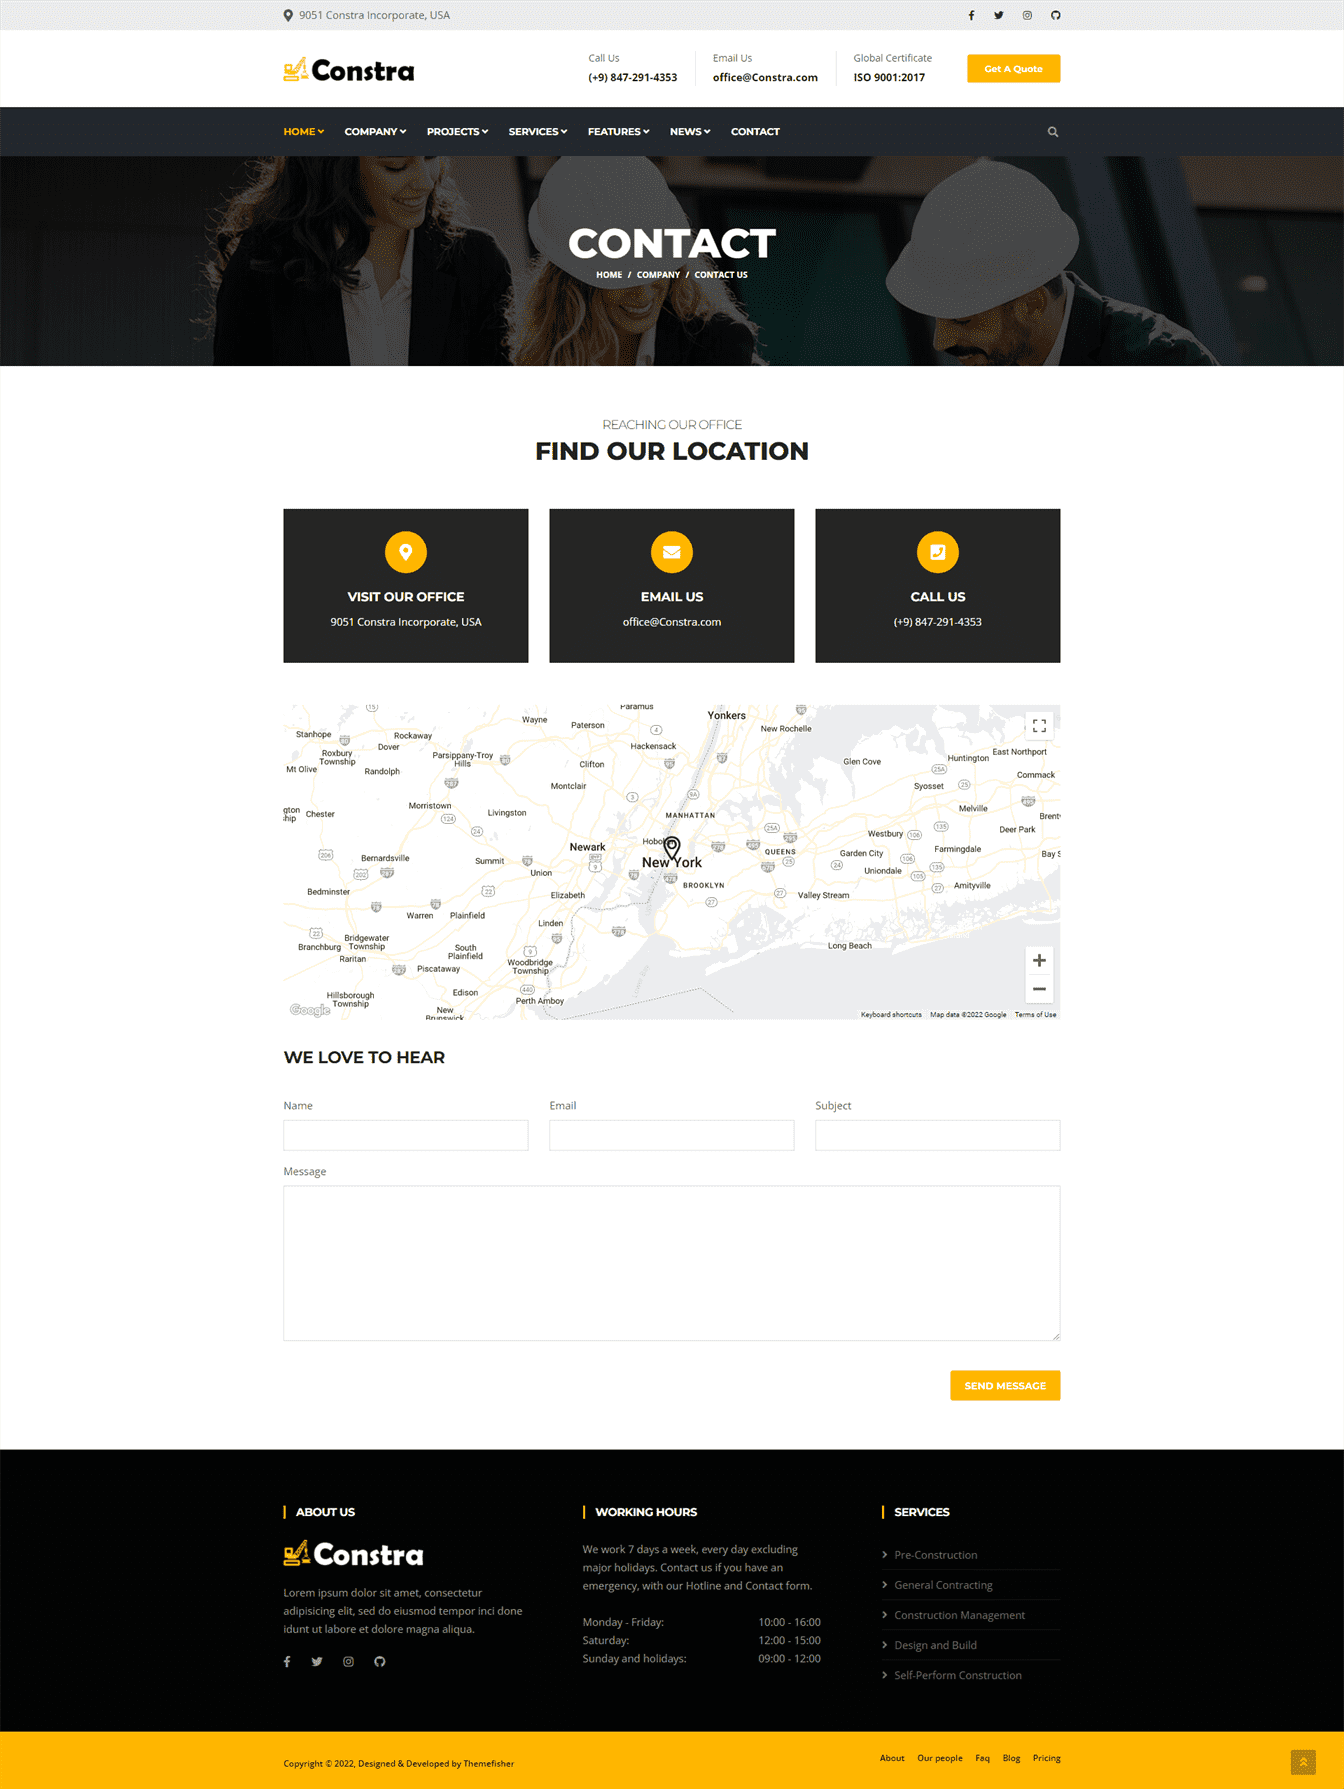 9051 Constra Incorporate, USA
Constra
Call Us
(+9) 847-291-4353
Email Us
office@Constra.com
Global Certificate
ISO 9001:2017
Get A Quote
HOME COMPANY PROJECTS SERVICES FEATURES NEWS CONTACT
CONTACT
HOME / COMPANY / CONTACT US
REACHING OUR OFFICE
FIND OUR LOCATION
VISIT OUR OFFICE
9051 Constra Incorporate, USA
EMAIL US
office@Constra.com
CALL US
(+9) 847-291-4353
Paramus
Yonkers
Wayne
Paterson
New Rochelle
Stanhope
Rockaway
Dover
Hackensack
Roxbury
Township
Parsippany-Troy
Hills
East Northport
Huntington
Glen Cove
Clifton
Mt Olive
Randolph
Commack
Montclair
Syosset
Morristown
Livingston
Melville
gton
ship
Chester
MANHATTAN
Brent
Deer Park
Westbury
Hobok
Newark
QUEENS
Garden City
Farmingdale
Bay S
Bernardsville
Summit
New York
Union
Uniondale
BROOKLYN
Amityville
Bedminster
Elizabeth
Valley Stream
Warren
Plainfield
Linden
Bridgewater
Township
Branchburg
South
Plainfield
Long Beach
Raritan
Piscataway
Woodbridge
Township
Edison
Hillsborough
Township
Perth Amboy
New
Brunswick
Google
Keyboard shortcuts Map data ©2022 Google Terms of Use
WE LOVE TO HEAR
Name
Email
Subject
Message
SEND MESSAGE
ABOUT US
Constra
Lorem ipsum dolor sit amet, consectetur
adipisicing elit, sed do eiusmod tempor inci done
idunt ut labore et dolore magna aliqua.
WORKING HOURS
We work 7 days a week, every day excluding
major holidays. Contact us if you have an
emergency, with our Hotline and Contact form.
Monday - Friday: 10:00 - 16:00
Saturday: 12:00 - 15:00
Sunday and holidays: 09:00 - 12:00
SERVICES
Pre-Construction
General Contracting
Construction Management
Design and Build
Self-Perform Construction
Copyright © 2022, Designed & Developed by Themefisher
About Our people Faq Blog Pricing